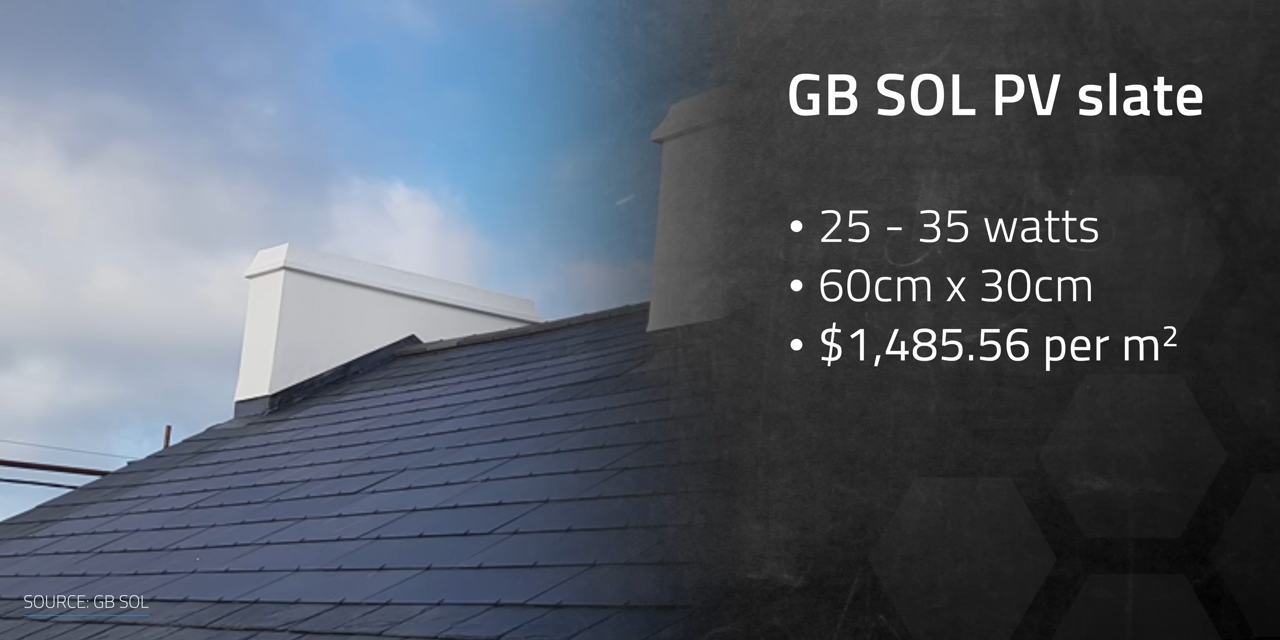 GB SOL PV slate
• 25 - 35 watts
• 60cm x 30cm
• $1,485.56 per m²
SOURCE: GB SOL